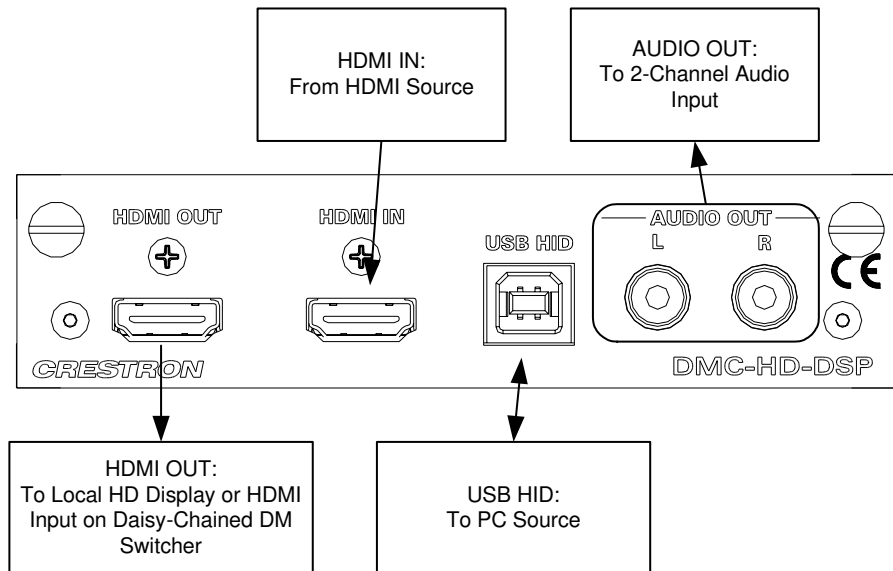 HDMI IN:
From HDMI Source
AUDIO OUT:
To 2-Channel Audio
Input
HDMI OUT
HDMI IN
USB HID
AUDIO OUT
L
R
CE
CRESTRON
DMC-HD-DSP
HDMI OUT:
To Local HD Display or HDMI
Input on Daisy-Chained DM
Switcher
USB HID:
To PC Source